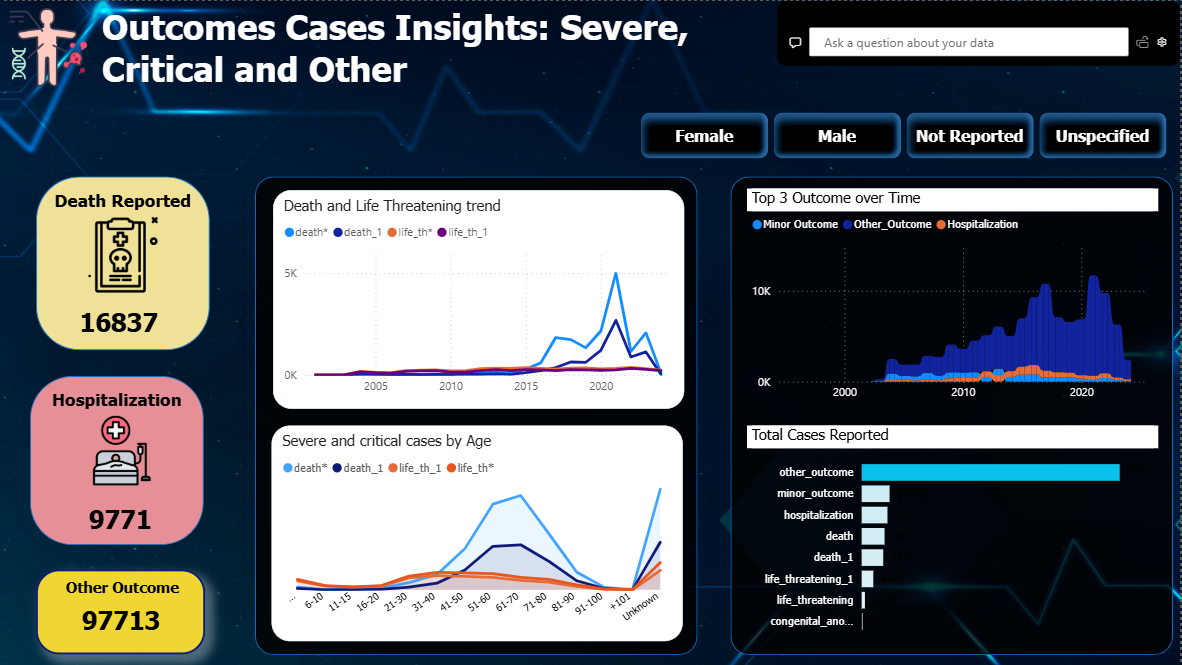 Outcomes Cases Insights: Severe,
Critical and Other
Ask a question about your data
Female
Male
Not Reported
Unspecified
Death Reported
16837
Hospitalization
9771
Other Outcome
97713
Death and Life Threatening trend
death* death_1 life_th* life_th_1
5K
0K
2005 2010 2015 2020
Severe and critical cases by Age
death* death_1 life_th_1 life_th*
... 6-10 11-15 16-20 21-30 31-40 41-50 51-60 61-70 71-80 81-90 91-100 +101 Unknown
Top 3 Outcome over Time
Minor Outcome Other_Outcome Hospitalization
10K
0K
2000 2010 2020
Total Cases Reported
other_outcome
minor_outcome
hospitalization
death
death_1
life_threatening_1
life_threatening
congenital_ano...